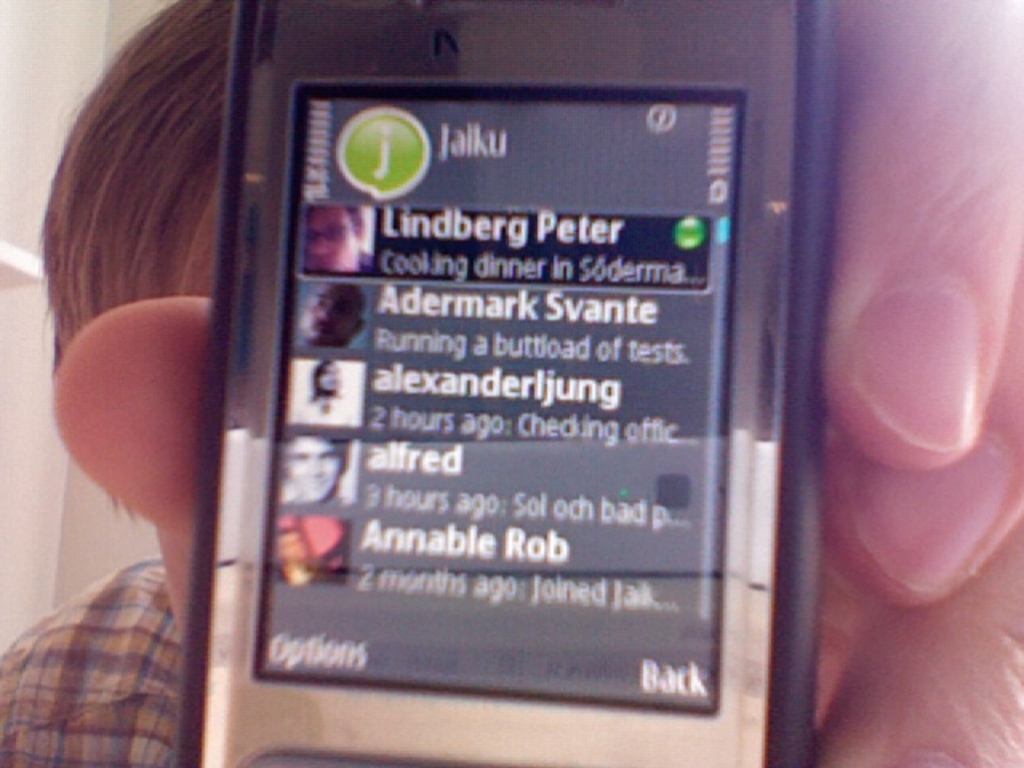 j Jaiku
Lindberg Peter
Cooking dinner in Söderma...
Adermark Svante
Running a buttload of tests.
alexanderljung
2 hours ago: Checking offic
alfred
3 hours ago: Sol och bad p...
Annable Rob
2 months ago: Joined Jaik...
Options
Back